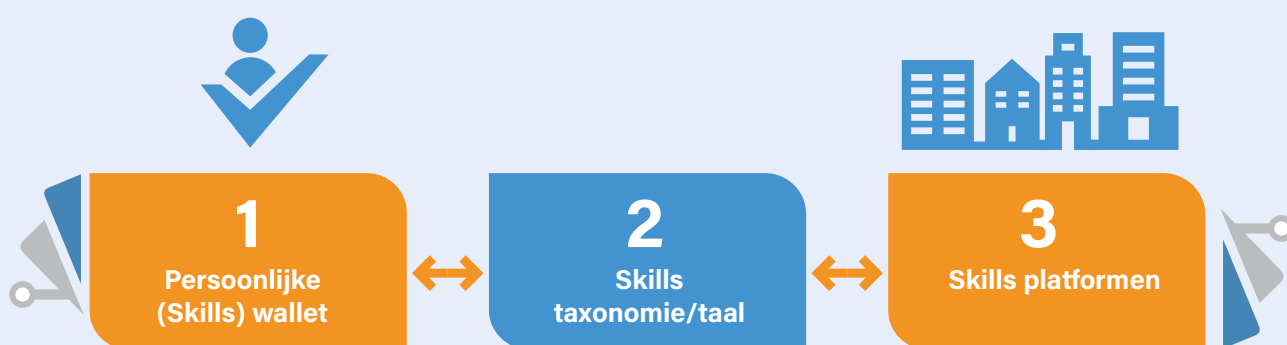 1
Persoonlijke
(Skills) wallet
2
Skills
taxonomie/taal
3
Skills platformen